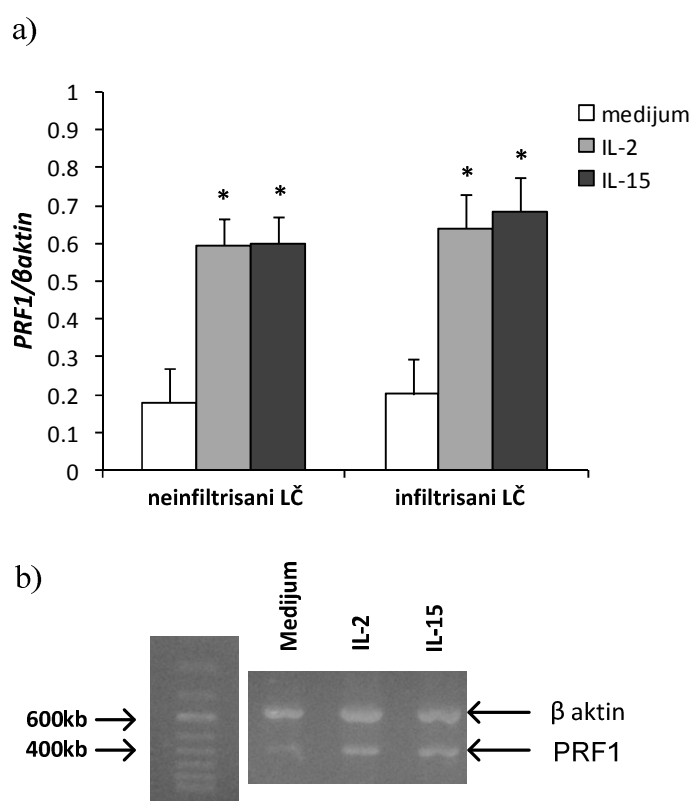 a)
1
0.9
0.8
0.7
0.6
0.5
0.4
0.3
0.2
0.1
0
PRF1/βaktin
* * * *
medijum
IL-2
IL-15
neinfiltrisani LČ infiltrisani LČ
b)
Medijum IL-2 IL-15
600kb
400kb
β aktin
PRF1